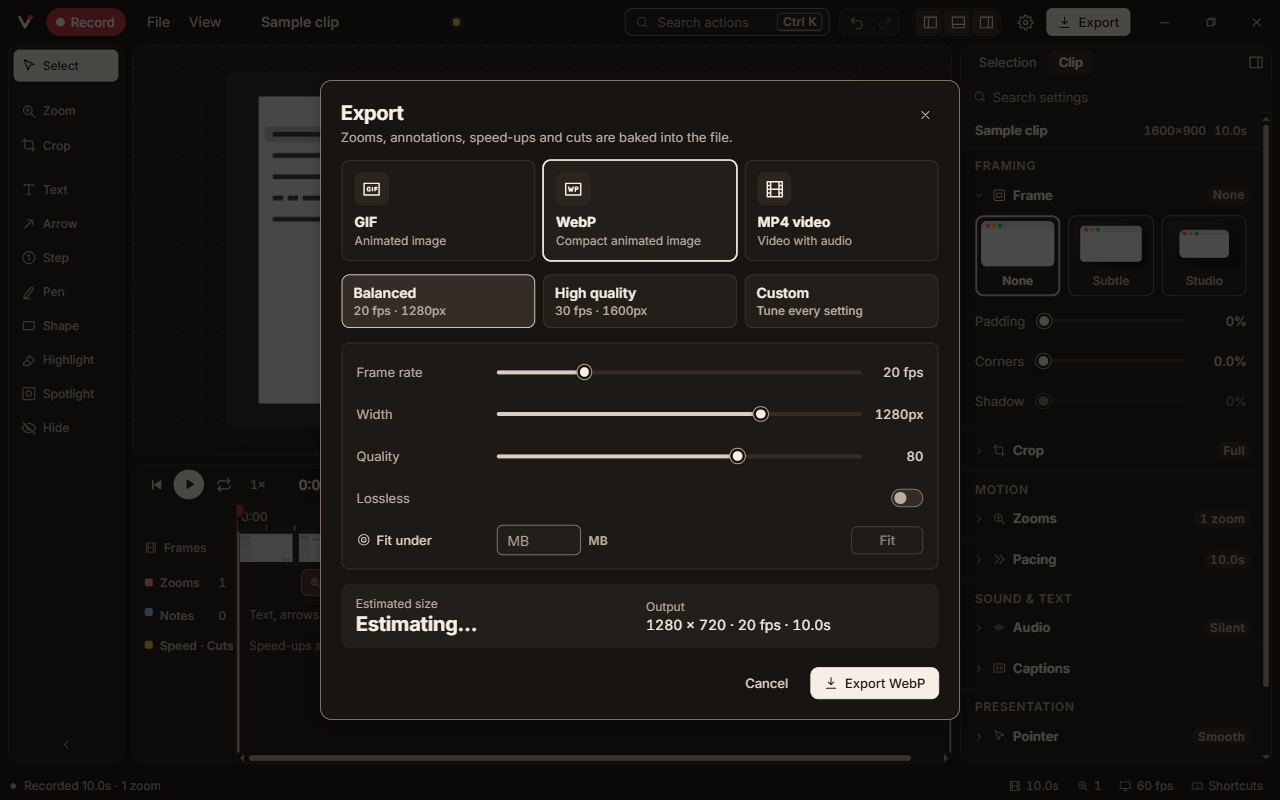 Record
File
View
Sample clip
Search actions
Ctrl K
Export
Select
Zoom
Crop
Text
Arrow
Step
Pen
Shape
Highlight
Spotlight
Hide
Export
Zooms, annotations, speed-ups and cuts are baked into the file.
GIF
GIF
Animated image
WP
WebP
Compact animated image
MP4 video
Video with audio
Balanced
20 fps · 1280px
High quality
30 fps · 1600px
Custom
Tune every setting
Frame rate
20 fps
Width
1280px
Quality
80
Lossless
Fit under
MB
MB
Fit
Estimated size
Estimating...
Output
1280 × 720 · 20 fps · 10.0s
Cancel
Export WebP
1×
0:0
0:00
Frames
Zooms 1
Notes 0
Text, arrows
Speed · Cuts
Speed-ups a
Selection
Clip
Search settings
Sample clip
1600×900 10.0s
FRAMING
Frame
None
None
Subtle
Studio
Padding
0%
Corners
0.0%
Shadow
0%
Crop
Full
MOTION
Zooms
1 zoom
Pacing
10.0s
SOUND & TEXT
Audio
Silent
Captions
PRESENTATION
Pointer
Smooth
Recorded 10.0s · 1 zoom
10.0s
1
60 fps
Shortcuts